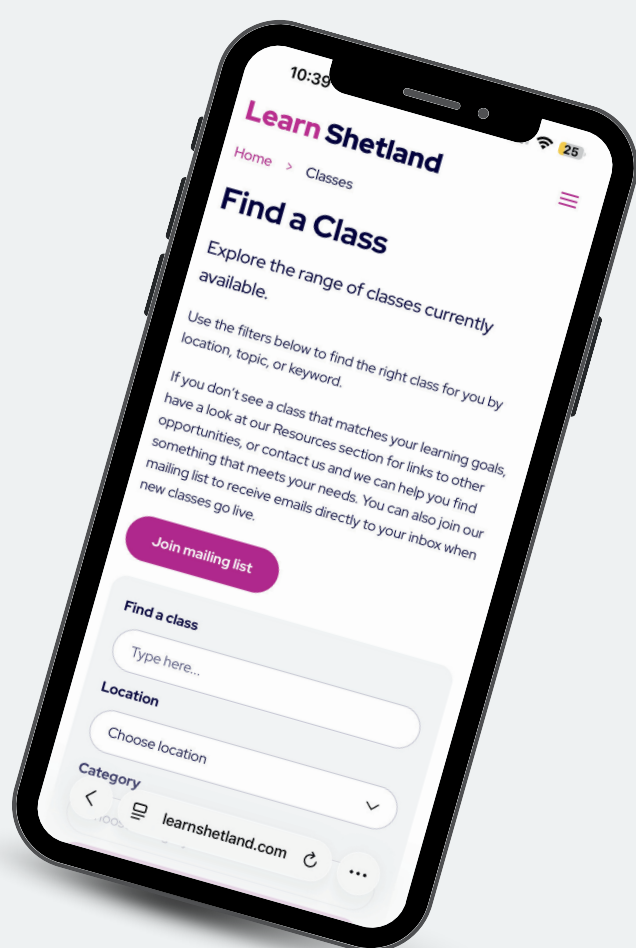 10:39
25
Learn Shetland
Home > Classes
Find a Class
Explore the range of classes currently
available.
Use the filters below to find the right class for you by
location, topic, or keyword.
If you don't see a class that matches your learning goals,
have a look at our Resources section for links to other
opportunities, or contact us and we can help you find
something that meets your needs. You can also join our
mailing list to receive emails directly to your inbox when
new classes go live.
Join mailing list
Find a class
Type here...
Location
Choose location
Category
learnshetland.com